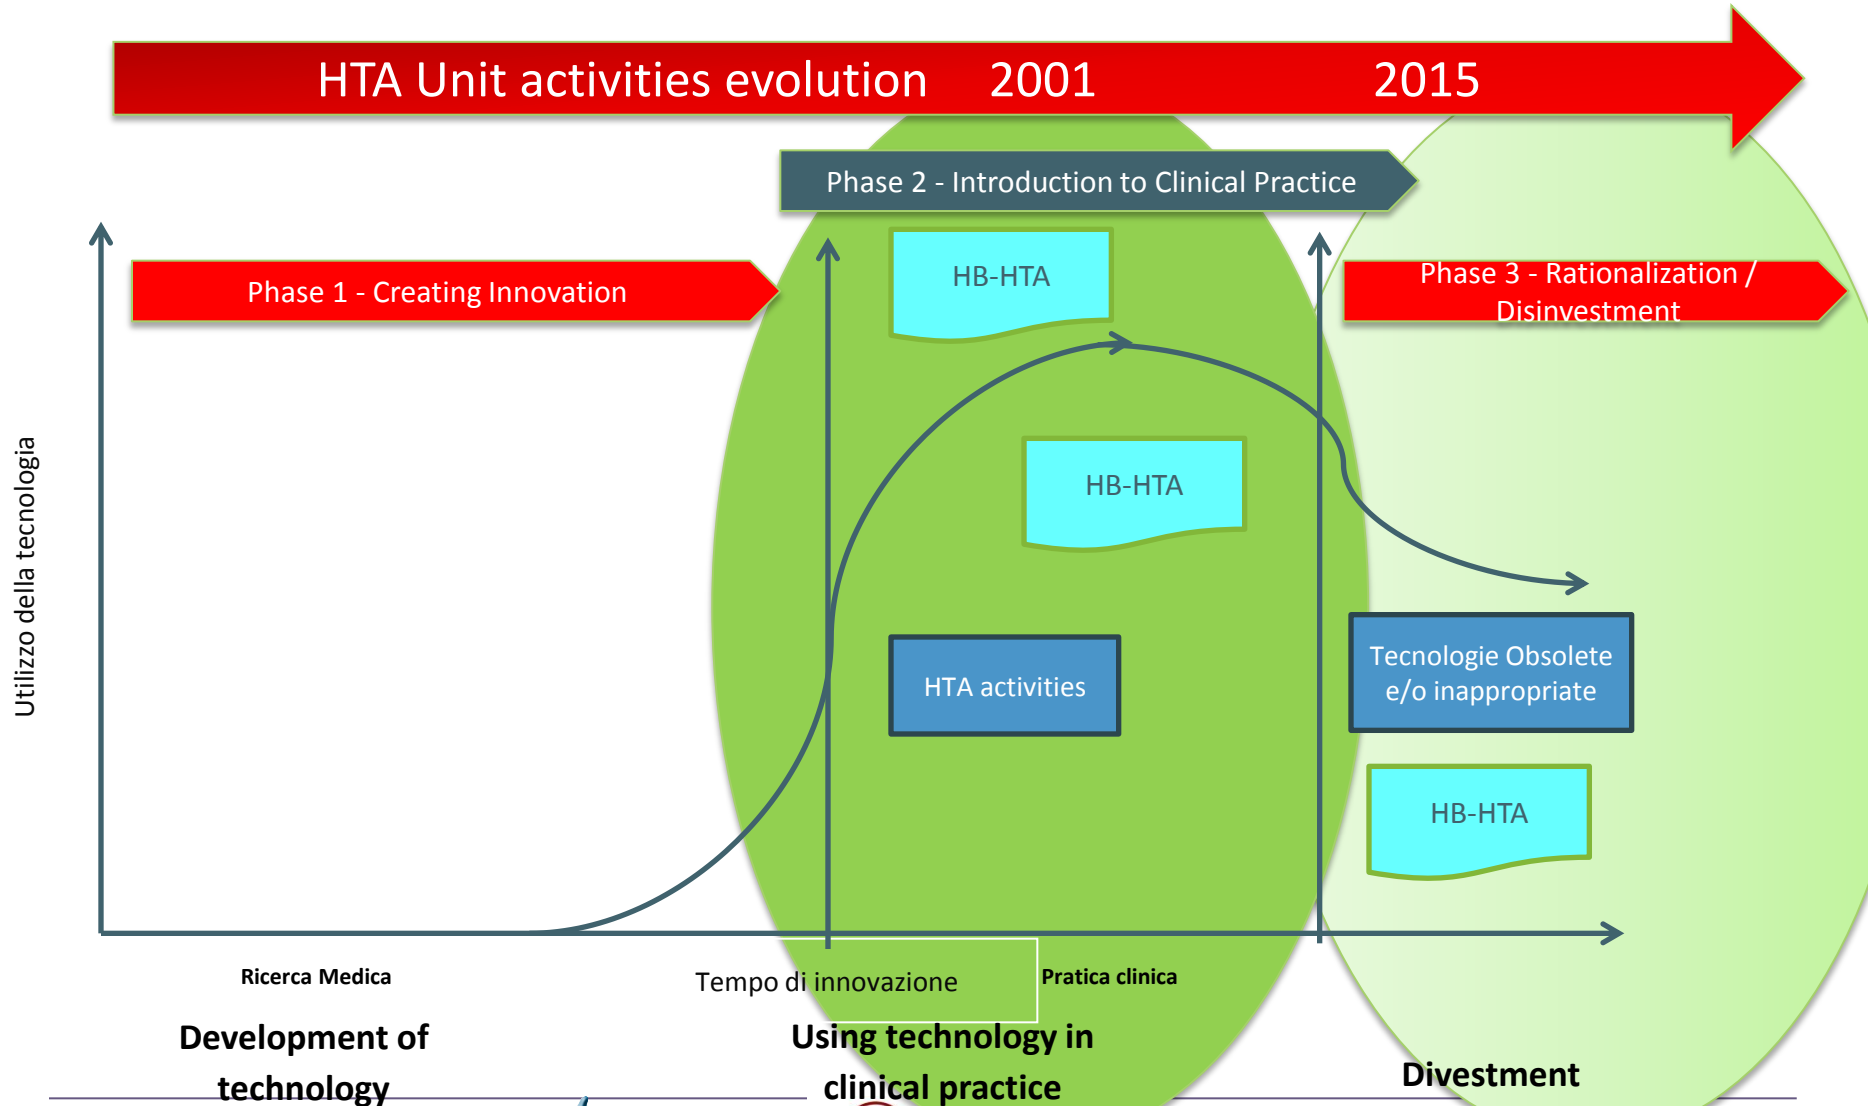 HTA Unit activities evolution 2001 2015
Phase 2 - Introduction to Clinical Practice
Phase 1 - Creating Innovation
HB-HTA
Phase 3 - Rationalization /
Disinvestment
Utilizzo della tecnologia
HB-HTA
HTA activities
Tecnologie Obsolete
e/o inappropriate
HB-HTA
Ricerca Medica
Tempo di innovazione
Pratica clinica
Development of
technology
Using technology in
clinical practice
Divestment